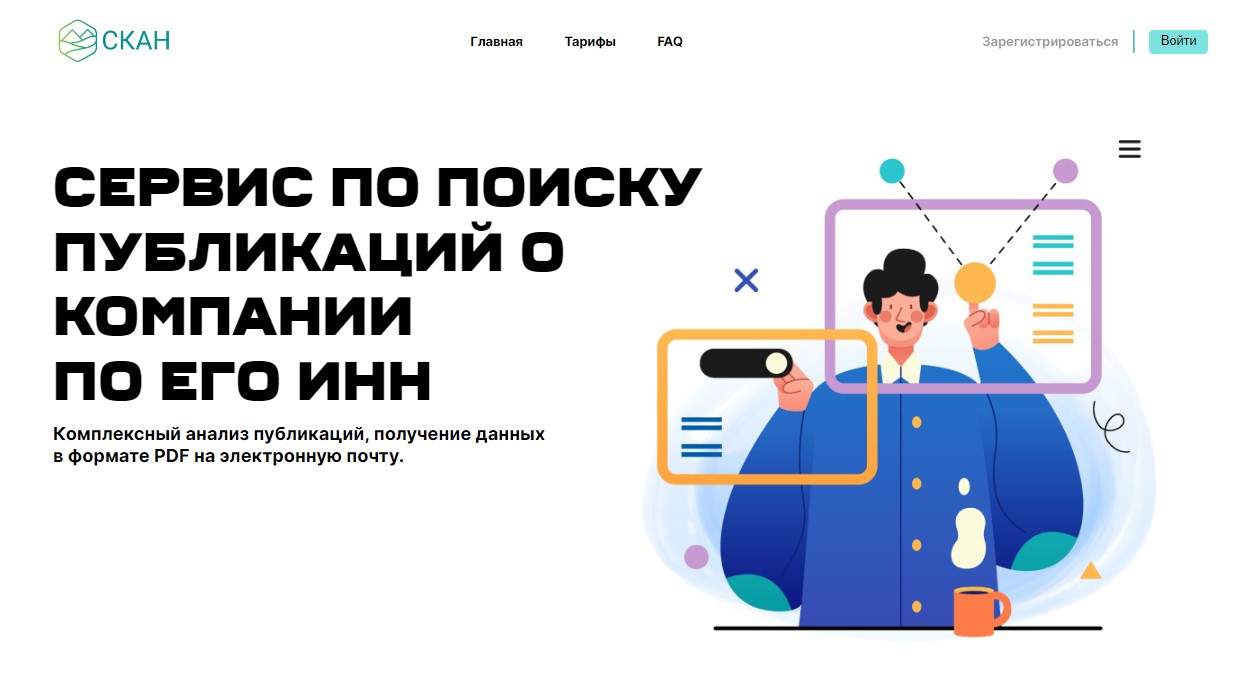 СКАН
Главная
Тарифы
FAQ
Зарегистрироваться
Войти
СЕРВИС ПО ПОИСКУ
ПУБЛИКАЦИЙ О
КОМПАНИИ
ПО ЕГО ИНН
Комплексный анализ публикаций, получение данных
в формате PDF на электронную почту.